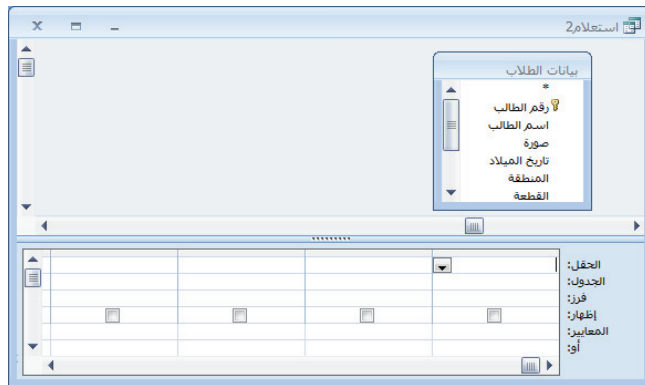 استعلام2
بيانات الطلاب
*
رقم الطالب
اسم الطالب
صورة
تاريخ الميلاد
المنطقة
القطعة
الحقل:
الجدول:
فرز:
إظهار:
المعايير:
أو: